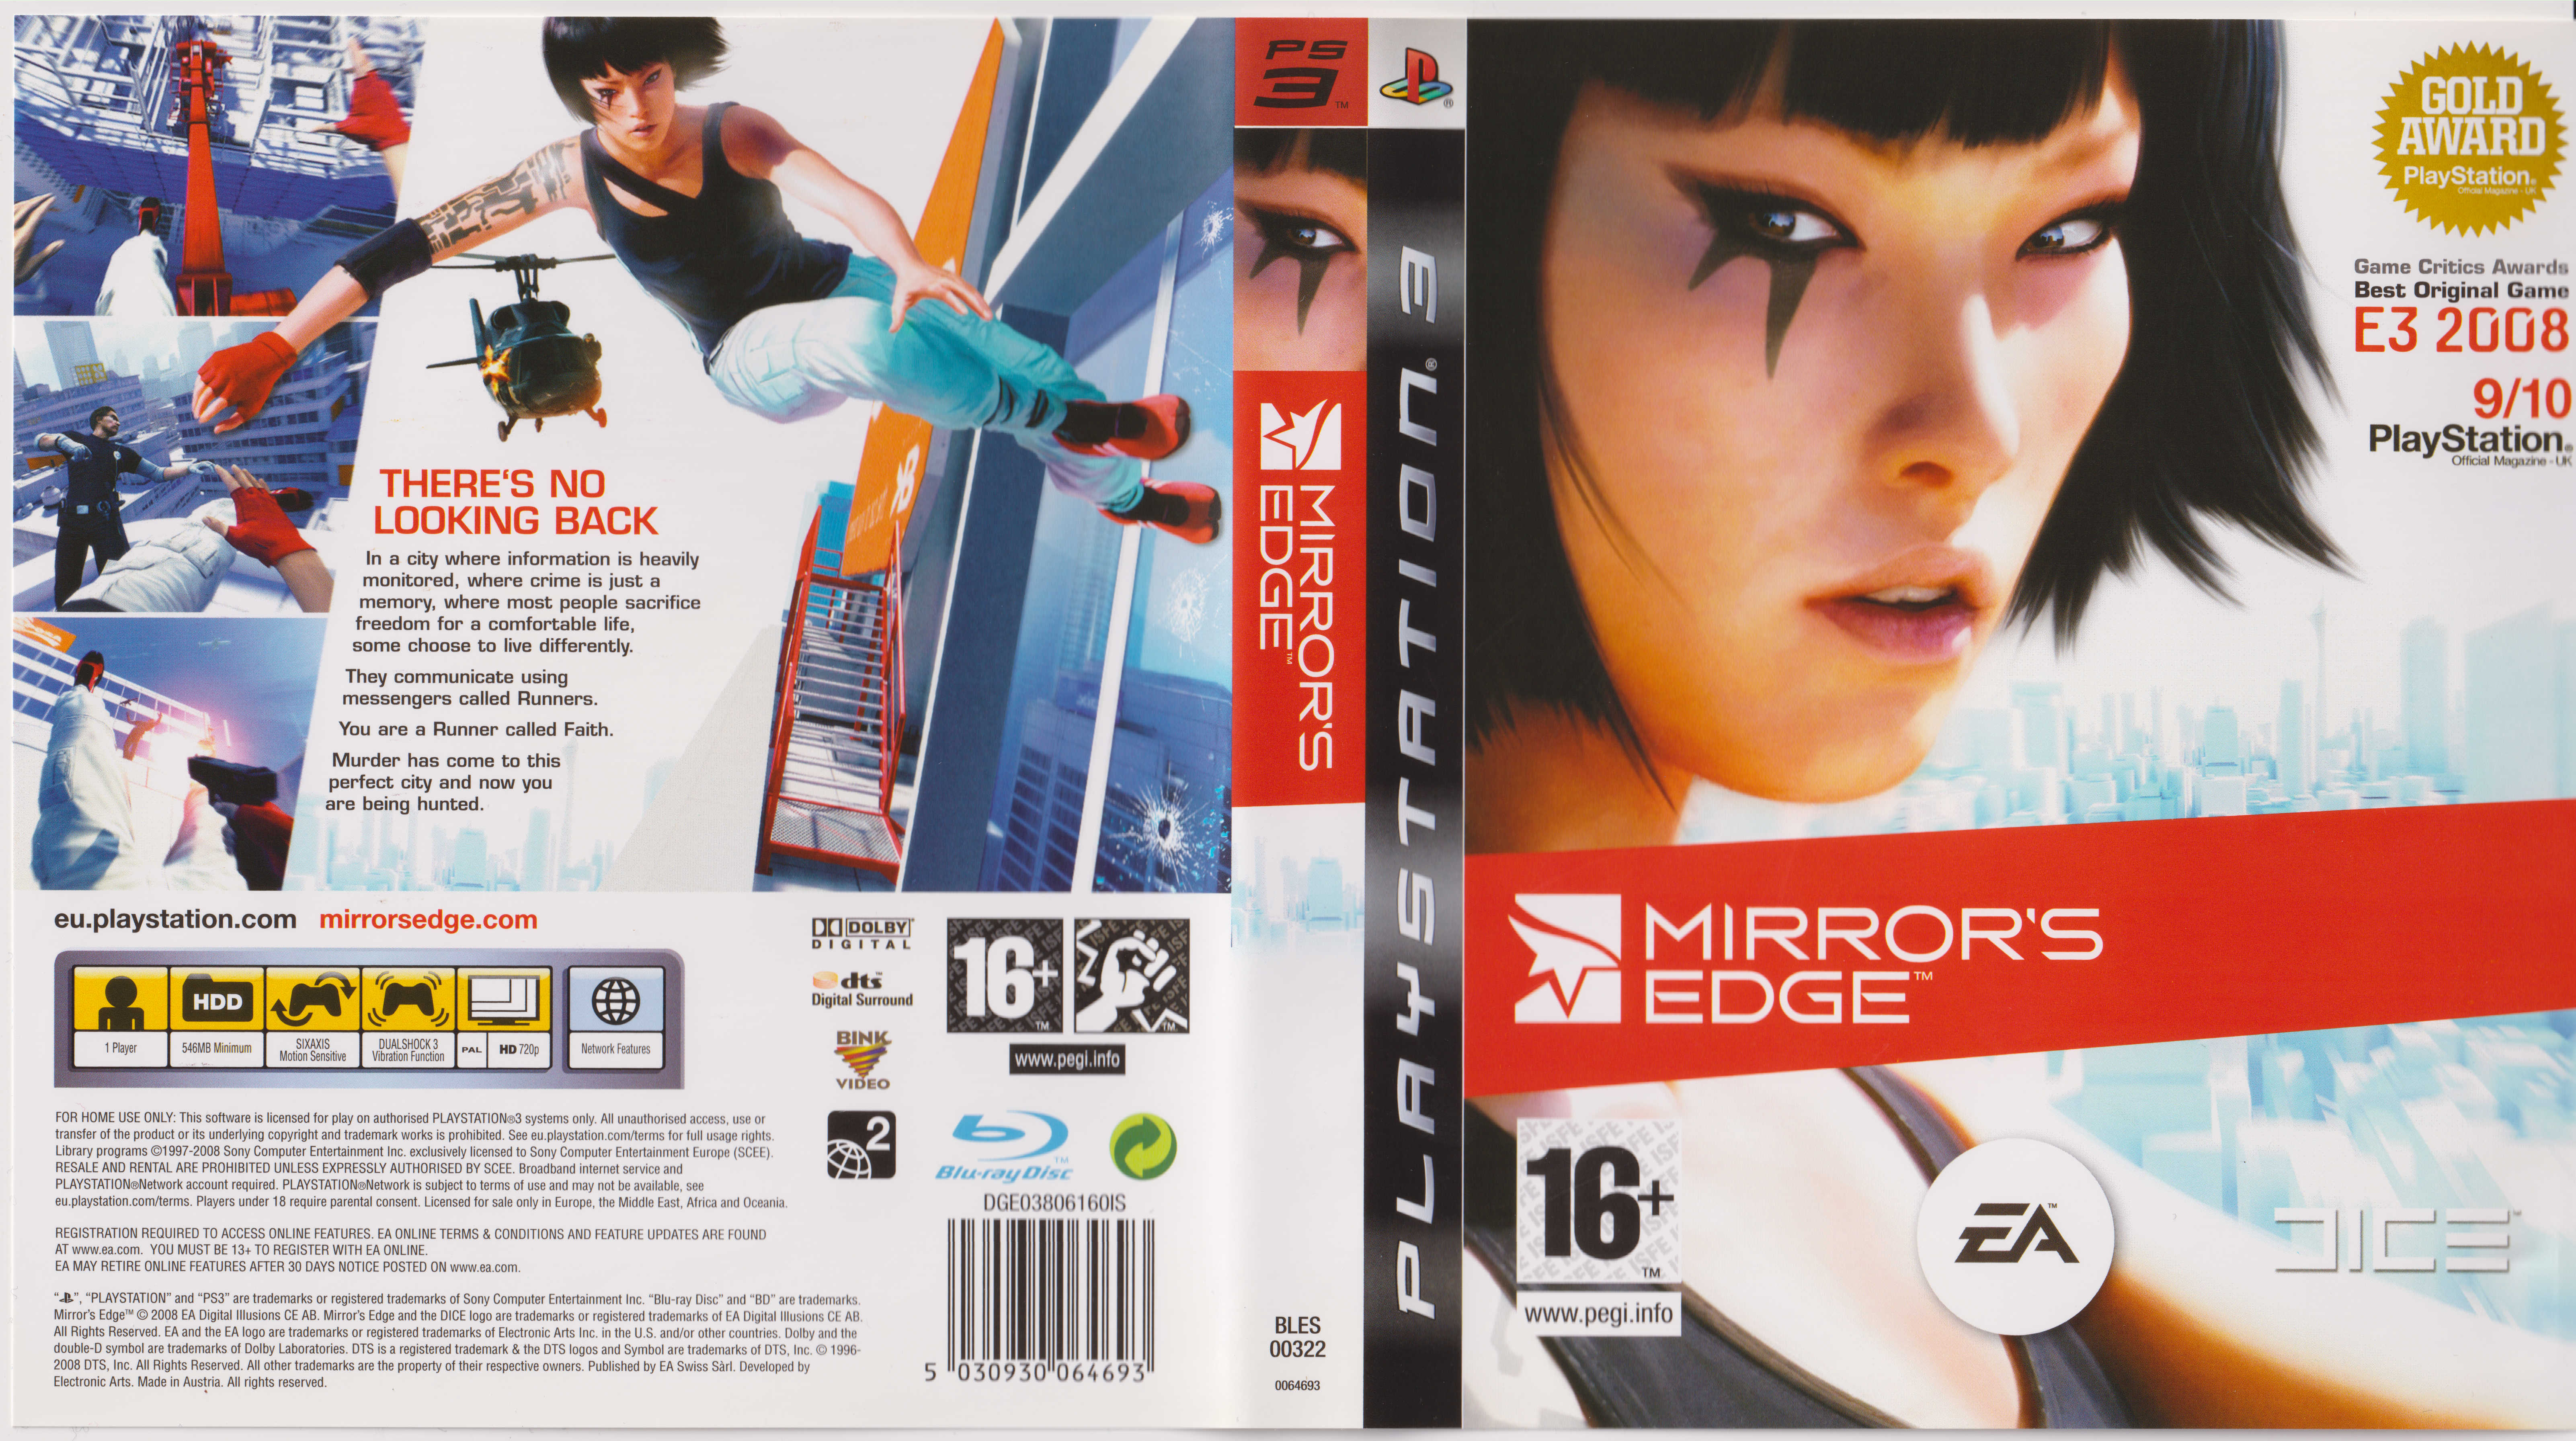 THERE'S NO
LOOKING BACK
In a city where information is heavily
monitored, where crime is just a
memory, where most people sacrifice
freedom for a comfortable life,
some choose to live differently.
They communicate using
messengers called Runners.
You are a Runner called Faith.
Murder has come to this
perfect city and now you
are being hunted.
eu.playstation.com mirrorsedge.com
HDD
1 Player
546MB Minimum
SIXAXIS
Motion Sensitive
DUALSHOCK 3
Vibration Function
PAL HD 720p
Network Features
DOLBY
DIGITAL
dts
Digital Surround
BINK
VIDEO
2
16+
TM
www.pegi.info
Blu-ray Disc
DGE03806160IS
5 030930 064693
FOR HOME USE ONLY: This software is licensed for play on authorised PLAYSTATION®3 systems only. All unauthorised access, use or
transfer of the product or its underlying copyright and trademark works is prohibited. See eu.playstation.com/terms for full usage rights.
Library programs ©1997-2008 Sony Computer Entertainment Inc. exclusively licensed to Sony Computer Entertainment Europe (SCEE).
RESALE AND RENTAL ARE PROHIBITED UNLESS EXPRESSLY AUTHORISED BY SCEE. Broadband internet service and
PLAYSTATION®Network account required. PLAYSTATION®Network is subject to terms of use and may not be available, see
eu.playstation.com/terms. Players under 18 require parental consent. Licensed for sale only in Europe, the Middle East, Africa and Oceania.
REGISTRATION REQUIRED TO ACCESS ONLINE FEATURES. EA ONLINE TERMS & CONDITIONS AND FEATURE UPDATES ARE FOUND
AT www.ea.com. YOU MUST BE 13+ TO REGISTER WITH EA ONLINE.
EA MAY RETIRE ONLINE FEATURES AFTER 30 DAYS NOTICE POSTED ON www.ea.com.
“ ”, “PLAYSTATION” and “PS3” are trademarks or registered trademarks of Sony Computer Entertainment Inc. “Blu-ray Disc” and “BD” are trademarks.
Mirror's Edge™ © 2008 EA Digital Illusions CE AB. Mirror's Edge and the DICE logo are trademarks or registered trademarks of EA Digital Illusions CE AB.
All Rights Reserved. EA and the EA logo are trademarks or registered trademarks of Electronic Arts Inc. in the U.S. and/or other countries. Dolby and the
double-D symbol are trademarks of Dolby Laboratories. DTS is a registered trademark & the DTS logos and Symbol are trademarks of DTS, Inc. © 1996-
2008 DTS, Inc. All Rights Reserved. All other trademarks are the property of their respective owners. Published by EA Swiss Sàrl. Developed by
Electronic Arts. Made in Austria. All rights reserved.
PS
3™
MIRROR'S
EDGE™
BLES
00322
0064693
PLAYSTATION®3
GOLD
AWARD
PlayStation®
Official Magazine - UK
Game Critics Awards
Best Original Game
E3 2008
9/10
PlayStation®
Official Magazine - UK
MIRROR'S
EDGE™
16+
TM
www.pegi.info
EA™
DICE™